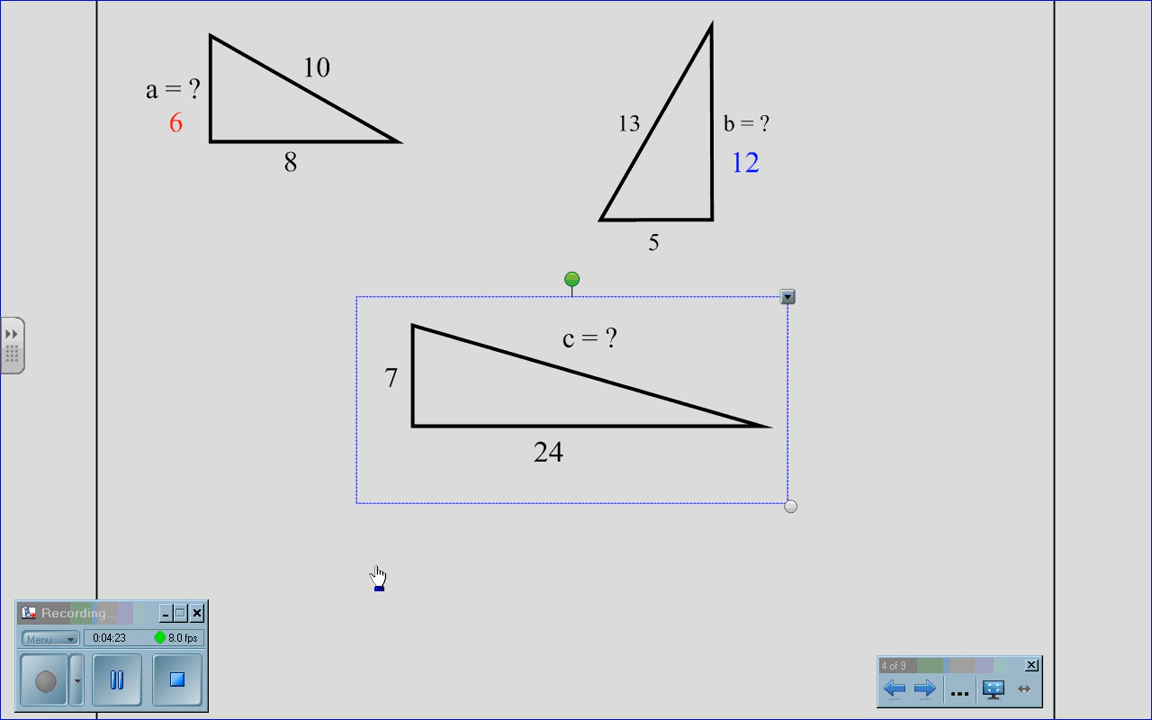 10
a = ?
6
8
13
b = ?
12
5
c = ?
7
24
Recording...
Menu
0:04:23
8.0 fps
4 of 9
...